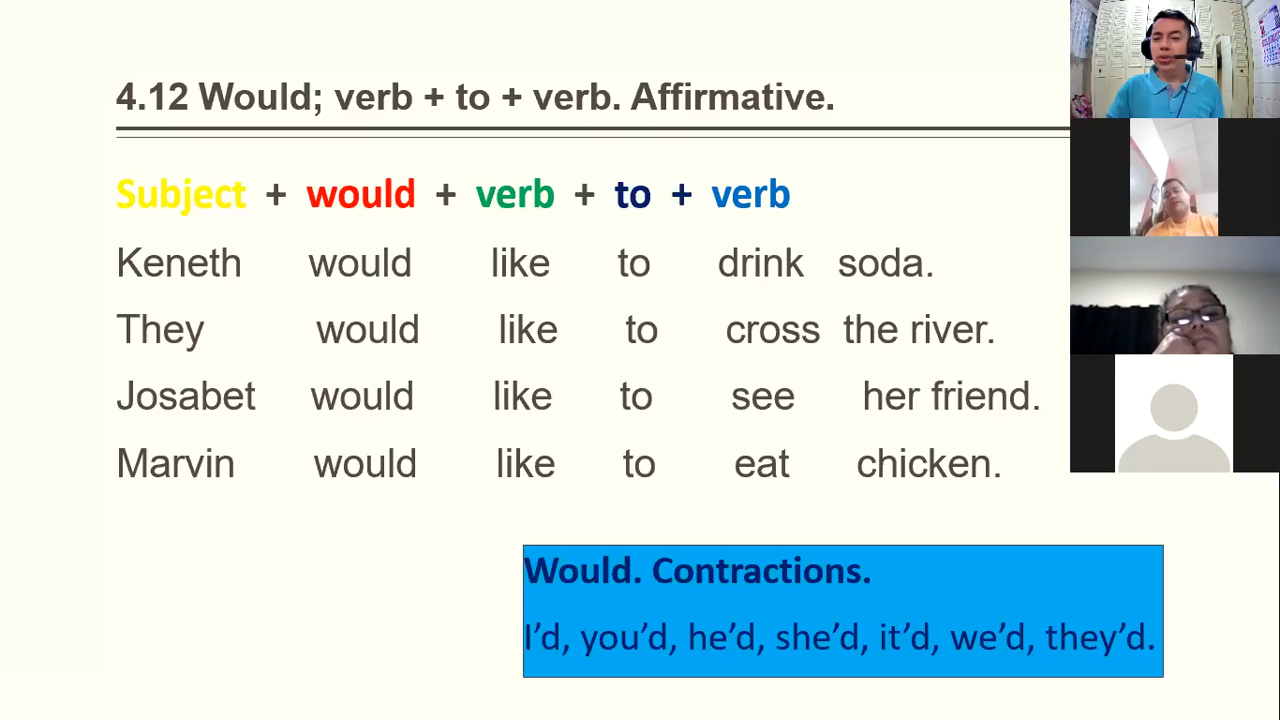 4.12 Would; verb + to + verb. Affirmative.
Subject + would + verb + to + verb
Keneth would like to drink soda.
They would like to cross the river.
Josabet would like to see her friend.
Marvin would like to eat chicken.
Would. Contractions.
I’d, you’d, he’d, she’d, it’d, we’d, they’d.